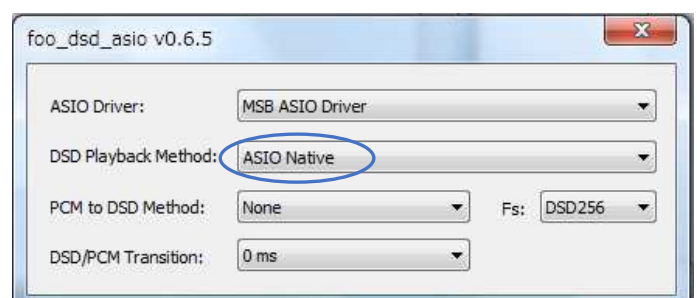 foo_dsd_asio v0.6.5
ASIO Driver: MSB ASIO Driver
DSD Playback Method: ASIO Native
PCM to DSD Method: None Fs: DSD256
DSD/PCM Transition: 0 ms